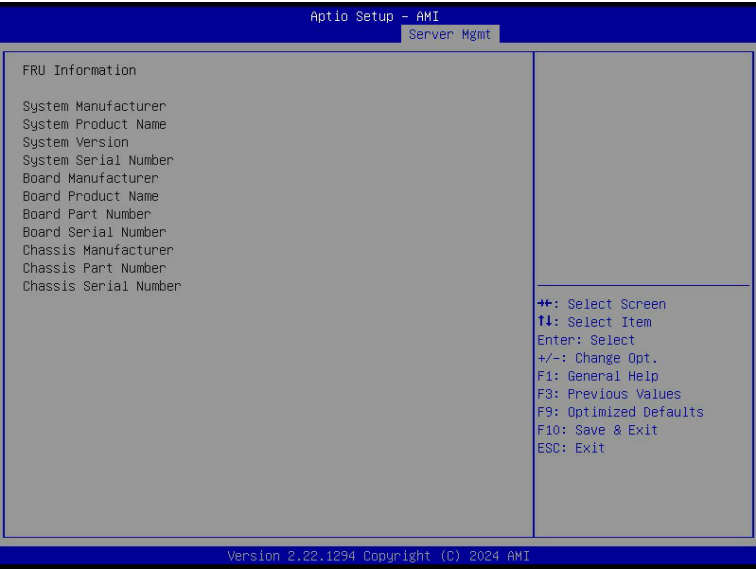 Aptio Setup – AMI
Server Mgmt
FRU Information
System Manufacturer
System Product Name
System Version
System Serial Number
Board Manufacturer
Board Product Name
Board Part Number
Board Serial Number
Chassis Manufacturer
Chassis Part Number
Chassis Serial Number
→←: Select Screen
↑↓: Select Item
Enter: Select
+/-: Change Opt.
F1: General Help
F3: Previous Values
F9: Optimized Defaults
F10: Save & Exit
ESC: Exit
Version 2.22.1294 Copyright (C) 2024 AMI